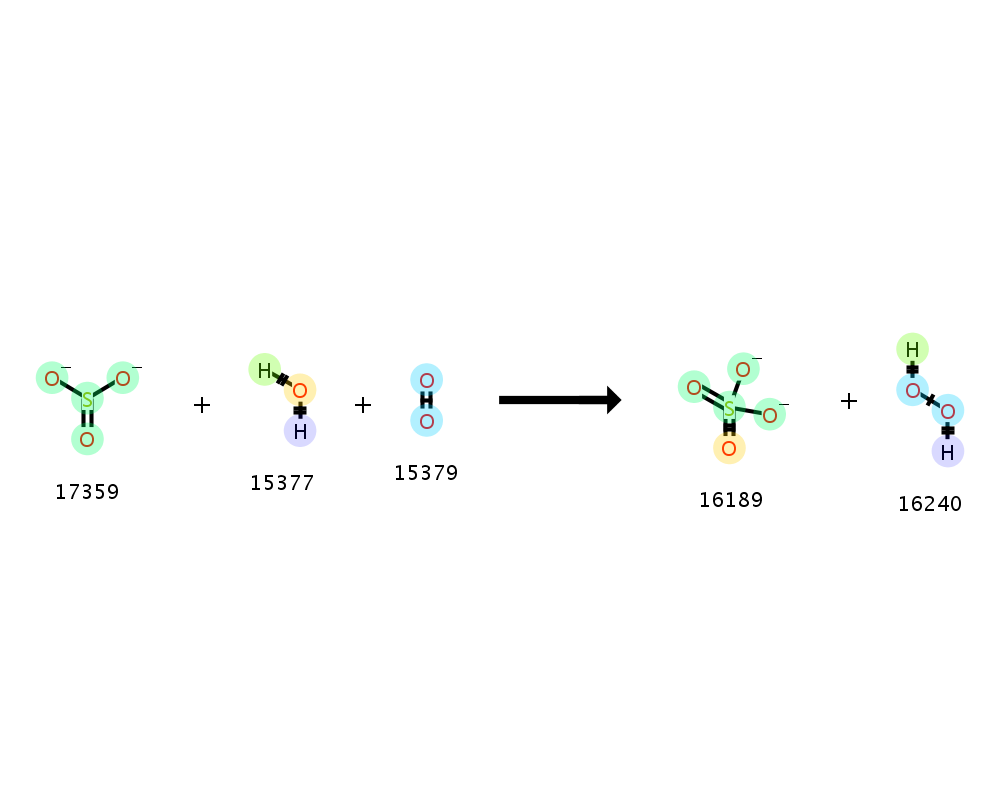 O⁻ S O⁻ O
17359
+
H O H
15377
+
O O
15379
O O⁻ S O⁻ O
16189
+
H O O H
16240